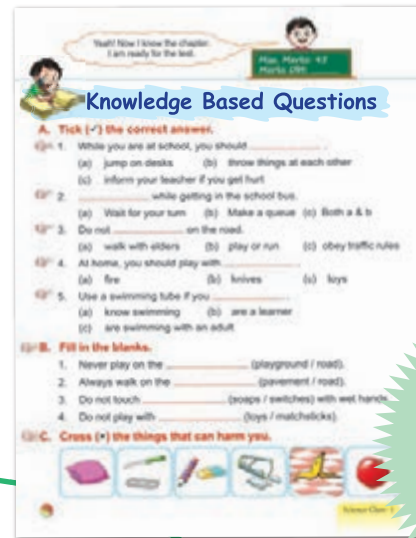 Yeah! Now I know the chapter.
I am ready for the test.
Max. Marks: 45
Marks Obt.
Knowledge Based Questions
A. Tick (✓) the correct answer.
1. While you are at school, you should ____________ .
(a) jump on desks (b) throw things at each other
(c) inform your teacher if you get hurt
2. ____________ while getting in the school bus.
(a) Wait for your turn (b) Make a queue (c) Both a & b
3. Do not ____________ on the road.
(a) walk with elders (b) play or run (c) obey traffic rules
4. At home, you should play with ____________
(a) fire (b) knives (c) toys
5. Use a swimming tube if you ____________
(a) know swimming (b) are a learner
(c) are swimming with an adult
B. Fill in the blanks.
1. Never play on the ____________ (playground / road).
2. Always walk on the ____________ (pavement / road).
3. Do not touch ____________ (soaps / switches) with wet hands.
4. Do not play with ____________ (toys / matchsticks).
C. Cross (×) the things that can harm you.